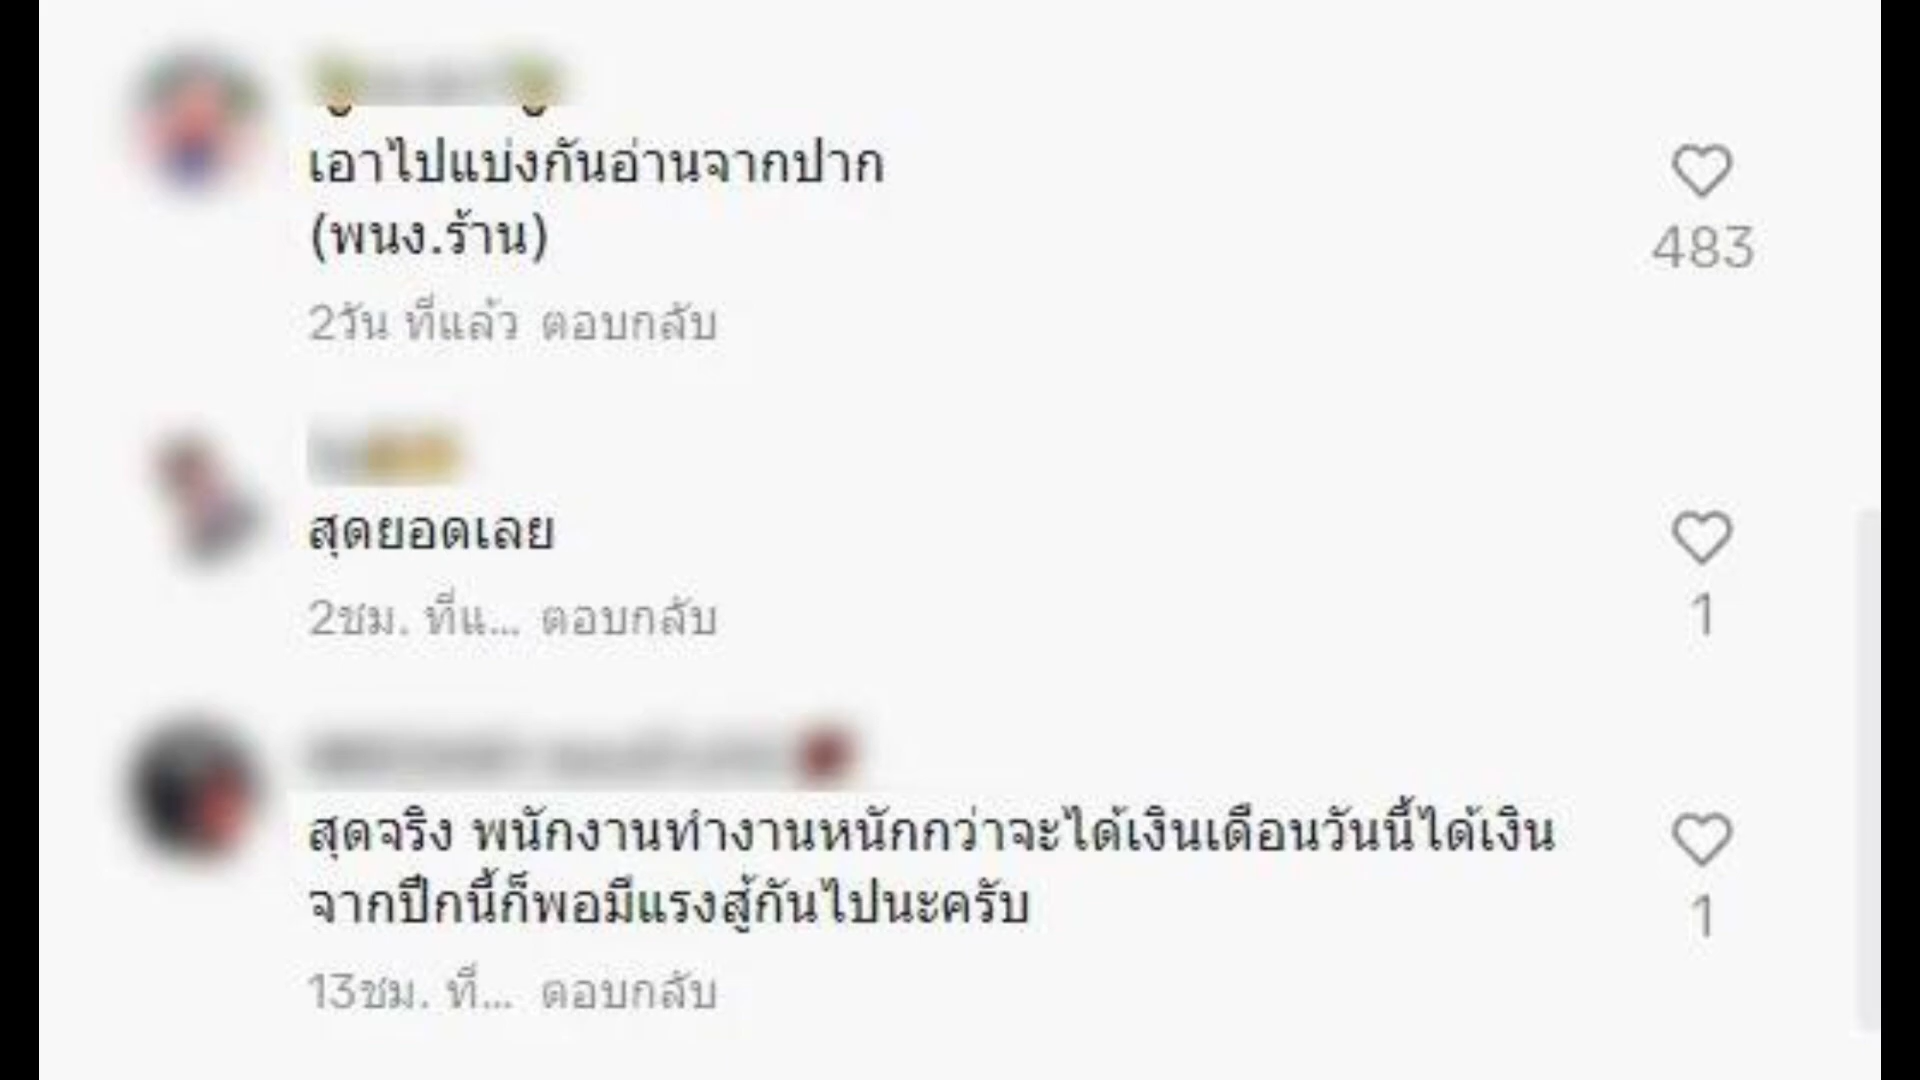 เอาไปแบ่งกันอ่านจากปาก
(พนง.ร้าน)
483
2วัน ที่แล้ว ตอบกลับ
สุดยอดเลย
1
2ชม. ที่แ... ตอบกลับ
สุดจริง พนักงานทำงานหนักกว่าจะได้เงินเดือนวันนี้ได้เงิน
จากปีกนี้ก็พอมีแรงสู้กันไปนะครับ
1
13ชม. ที่... ตอบกลับ